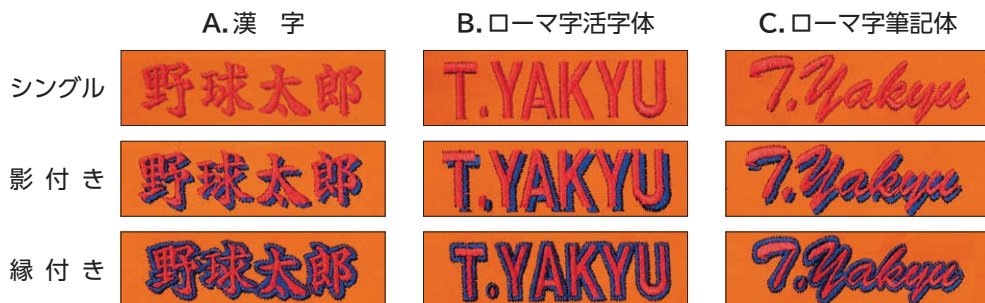 A.漢　字　B.ローマ字活字体　C.ローマ字筆記体
シングル　野球太郎　T.YAKYU　T.Yakyu
影 付 き　野球太郎　T.YAKYU　T.Yakyu
縁 付 き　野球太郎　T.YAKYU　T.Yakyu